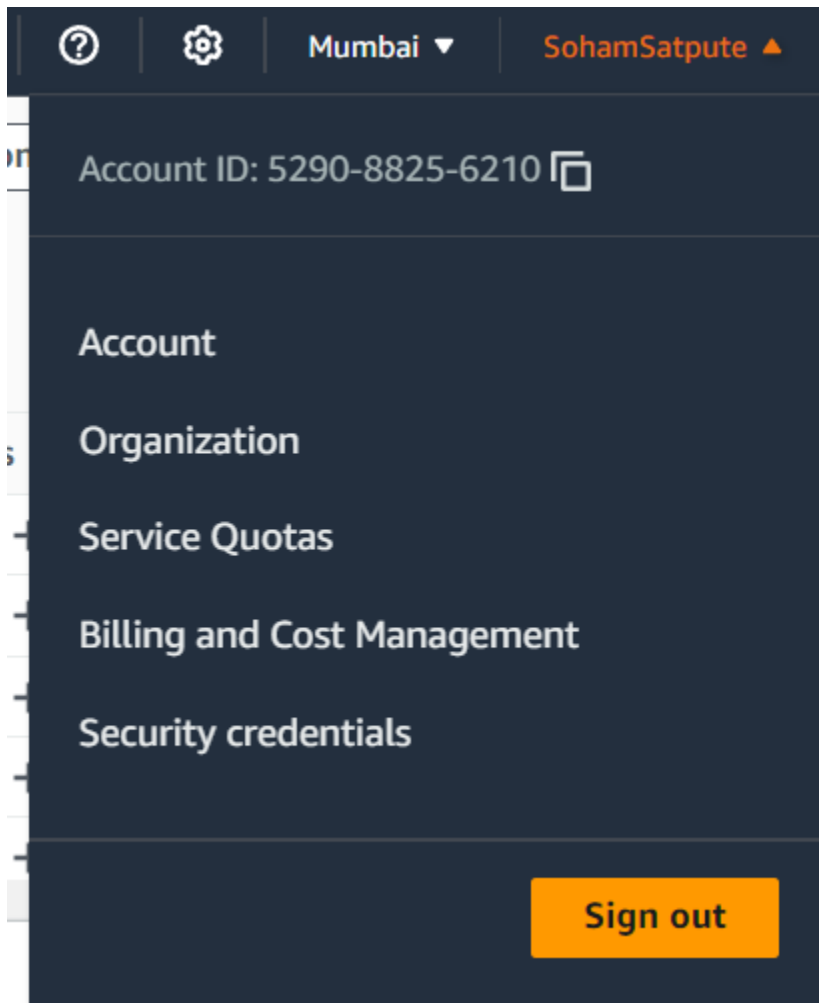 Mumbai ▼ SohamSatpute ▲
Account ID: 5290-8825-6210
Account
Organization
Service Quotas
Billing and Cost Management
Security credentials
Sign out